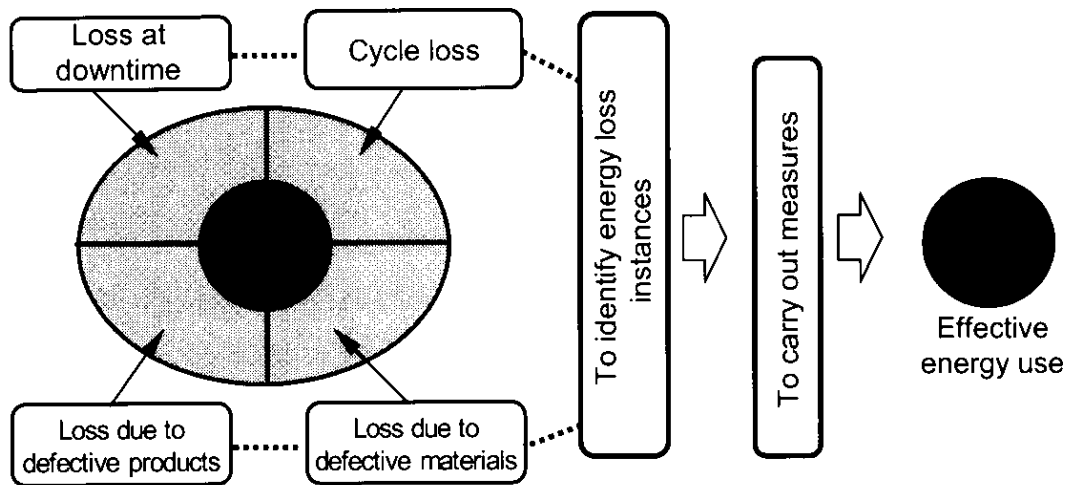 Loss at
downtime
Cycle loss
Loss due to
defective products
Loss due to
defective materials
To identify energy loss
instances
To carry out measures
Effective
energy use